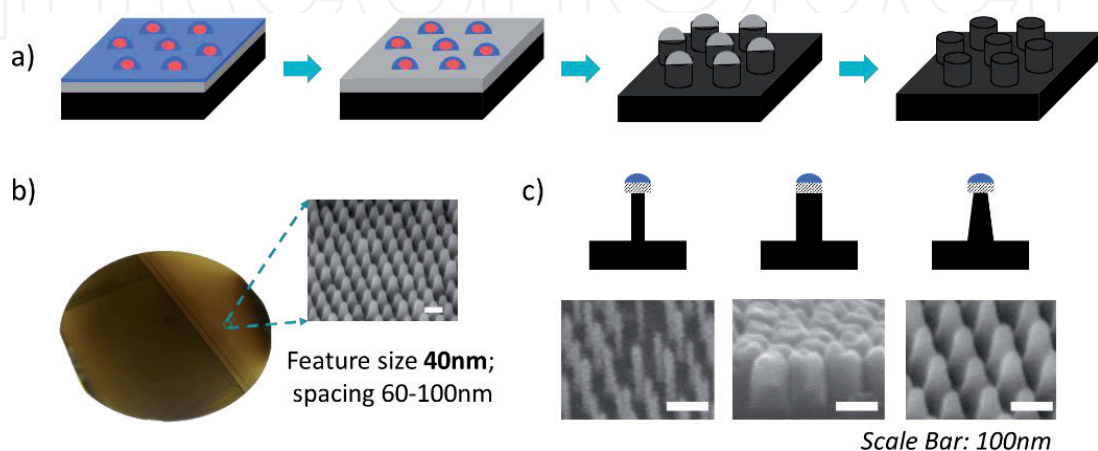 a)
b)
c)
Feature size 40nm;
spacing 60-100nm
Scale Bar: 100nm